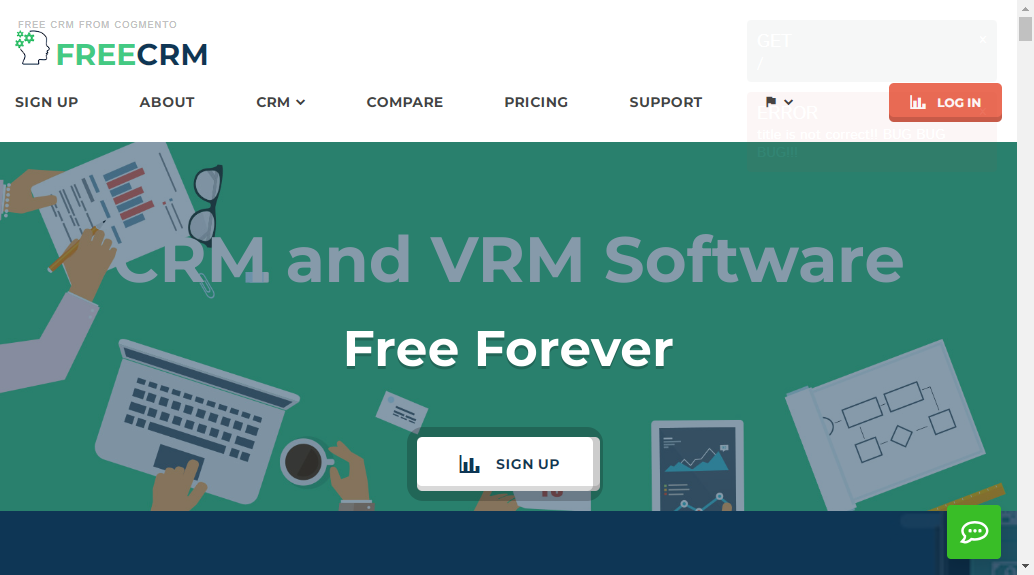 FREE CRM FROM COGMENTO
FREECRM
GET
/
SIGN UP
ABOUT
CRM
COMPARE
PRICING
SUPPORT
LOG IN
ERROR
title is not correct!! BUG BUG
BUG!!!
CRM and VRM Software
Free Forever
SIGN UP